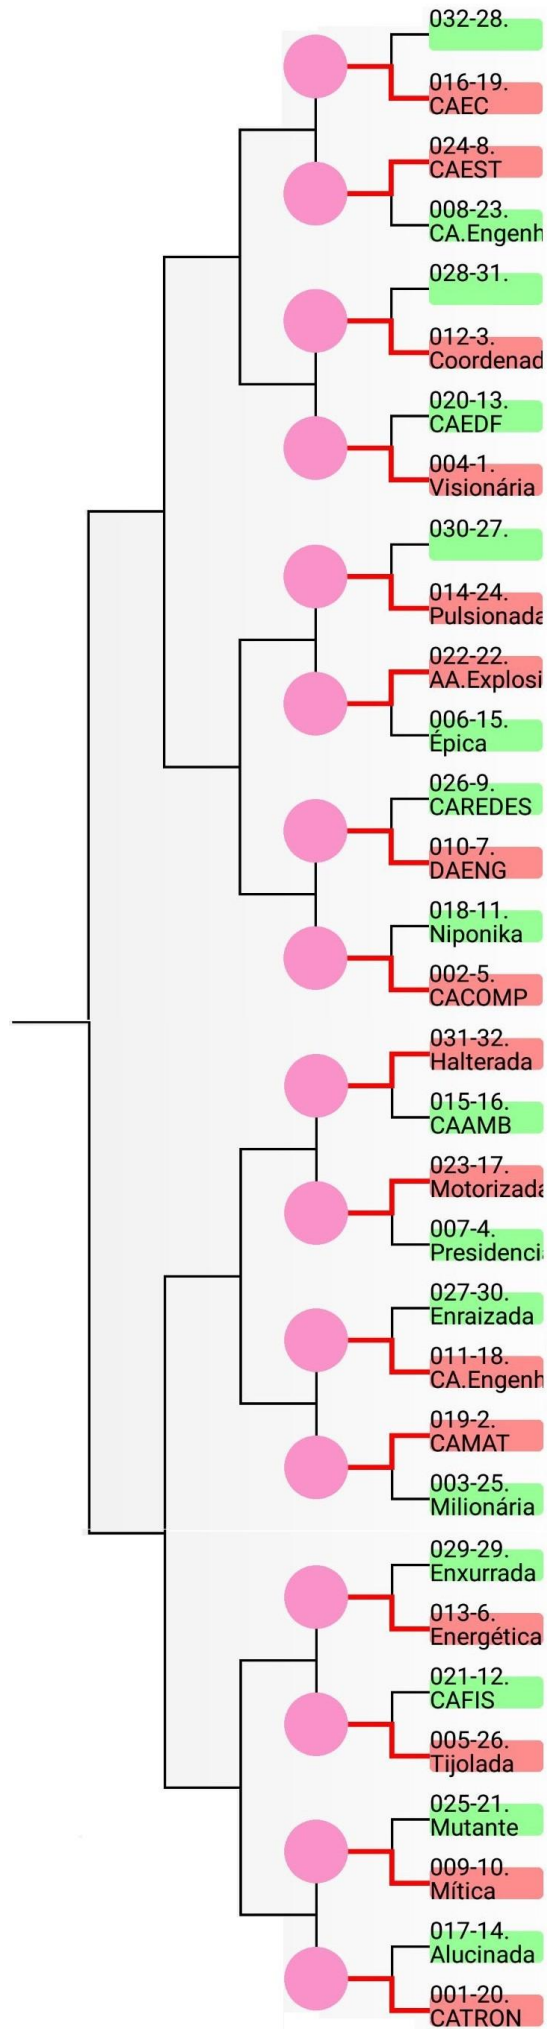 032-28.
016-19.
CAEC
024-8.
CAEST
008-23.
CA.Engenh
028-31.
012-3.
Coordenad
020-13.
CAEDF
004-1.
Visionária
030-27.
014-24.
Pulsionada
022-22.
AA.Explosi
006-15.
Épica
026-9.
CAREDES
010-7.
DAENG
018-11.
Niponika
002-5.
CACOMP
031-32.
Halterada
015-16.
CAAMB
023-17.
Motorizada
007-4.
Presidenci
027-30.
Enraizada
011-18.
CA.Engenh
019-2.
CAMAT
003-25.
Milionária
029-29.
Enxurrada
013-6.
Energética
021-12.
CAFIS
005-26.
Tijolada
025-21.
Mutante
009-10.
Mítica
017-14.
Alucinada
001-20.
CATRON